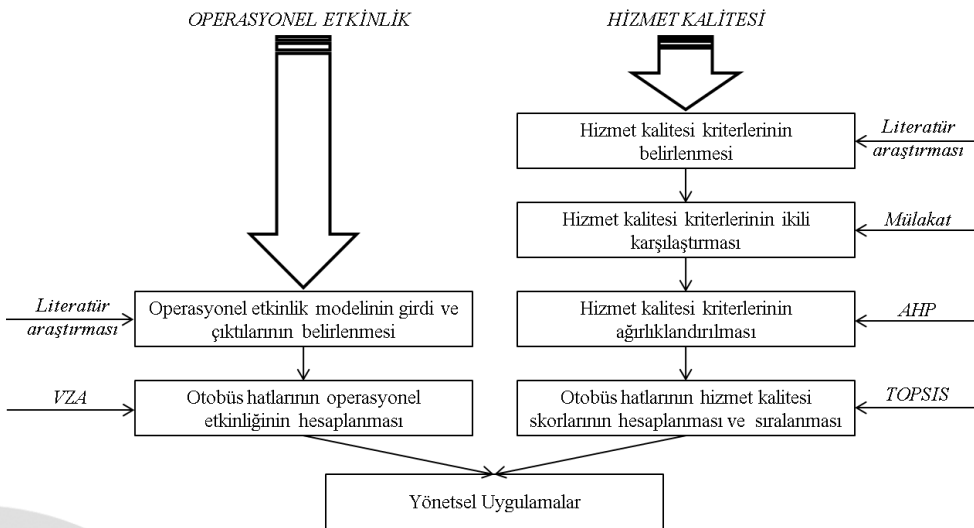 OPERASYONEL ETKİNLİK
HİZMET KALİTESİ
Hizmet kalitesi kriterlerinin
belirlenmesi
Literatür
araştırması
Hizmet kalitesi kriterlerinin ikili
karşılaştırması
Mülakat
Literatür
araştırması
Operasyonel etkinlik modelinin girdi ve
çıktılarının belirlenmesi
Hizmet kalitesi kriterlerinin
ağırlıklandırılması
AHP
VZA
Otobüs hatlarının operasyonel
etkinliğinin hesaplanması
Otobüs hatlarının hizmet kalitesi
skorlarının hesaplanması ve sıralanması
TOPSIS
Yönetsel Uygulamalar